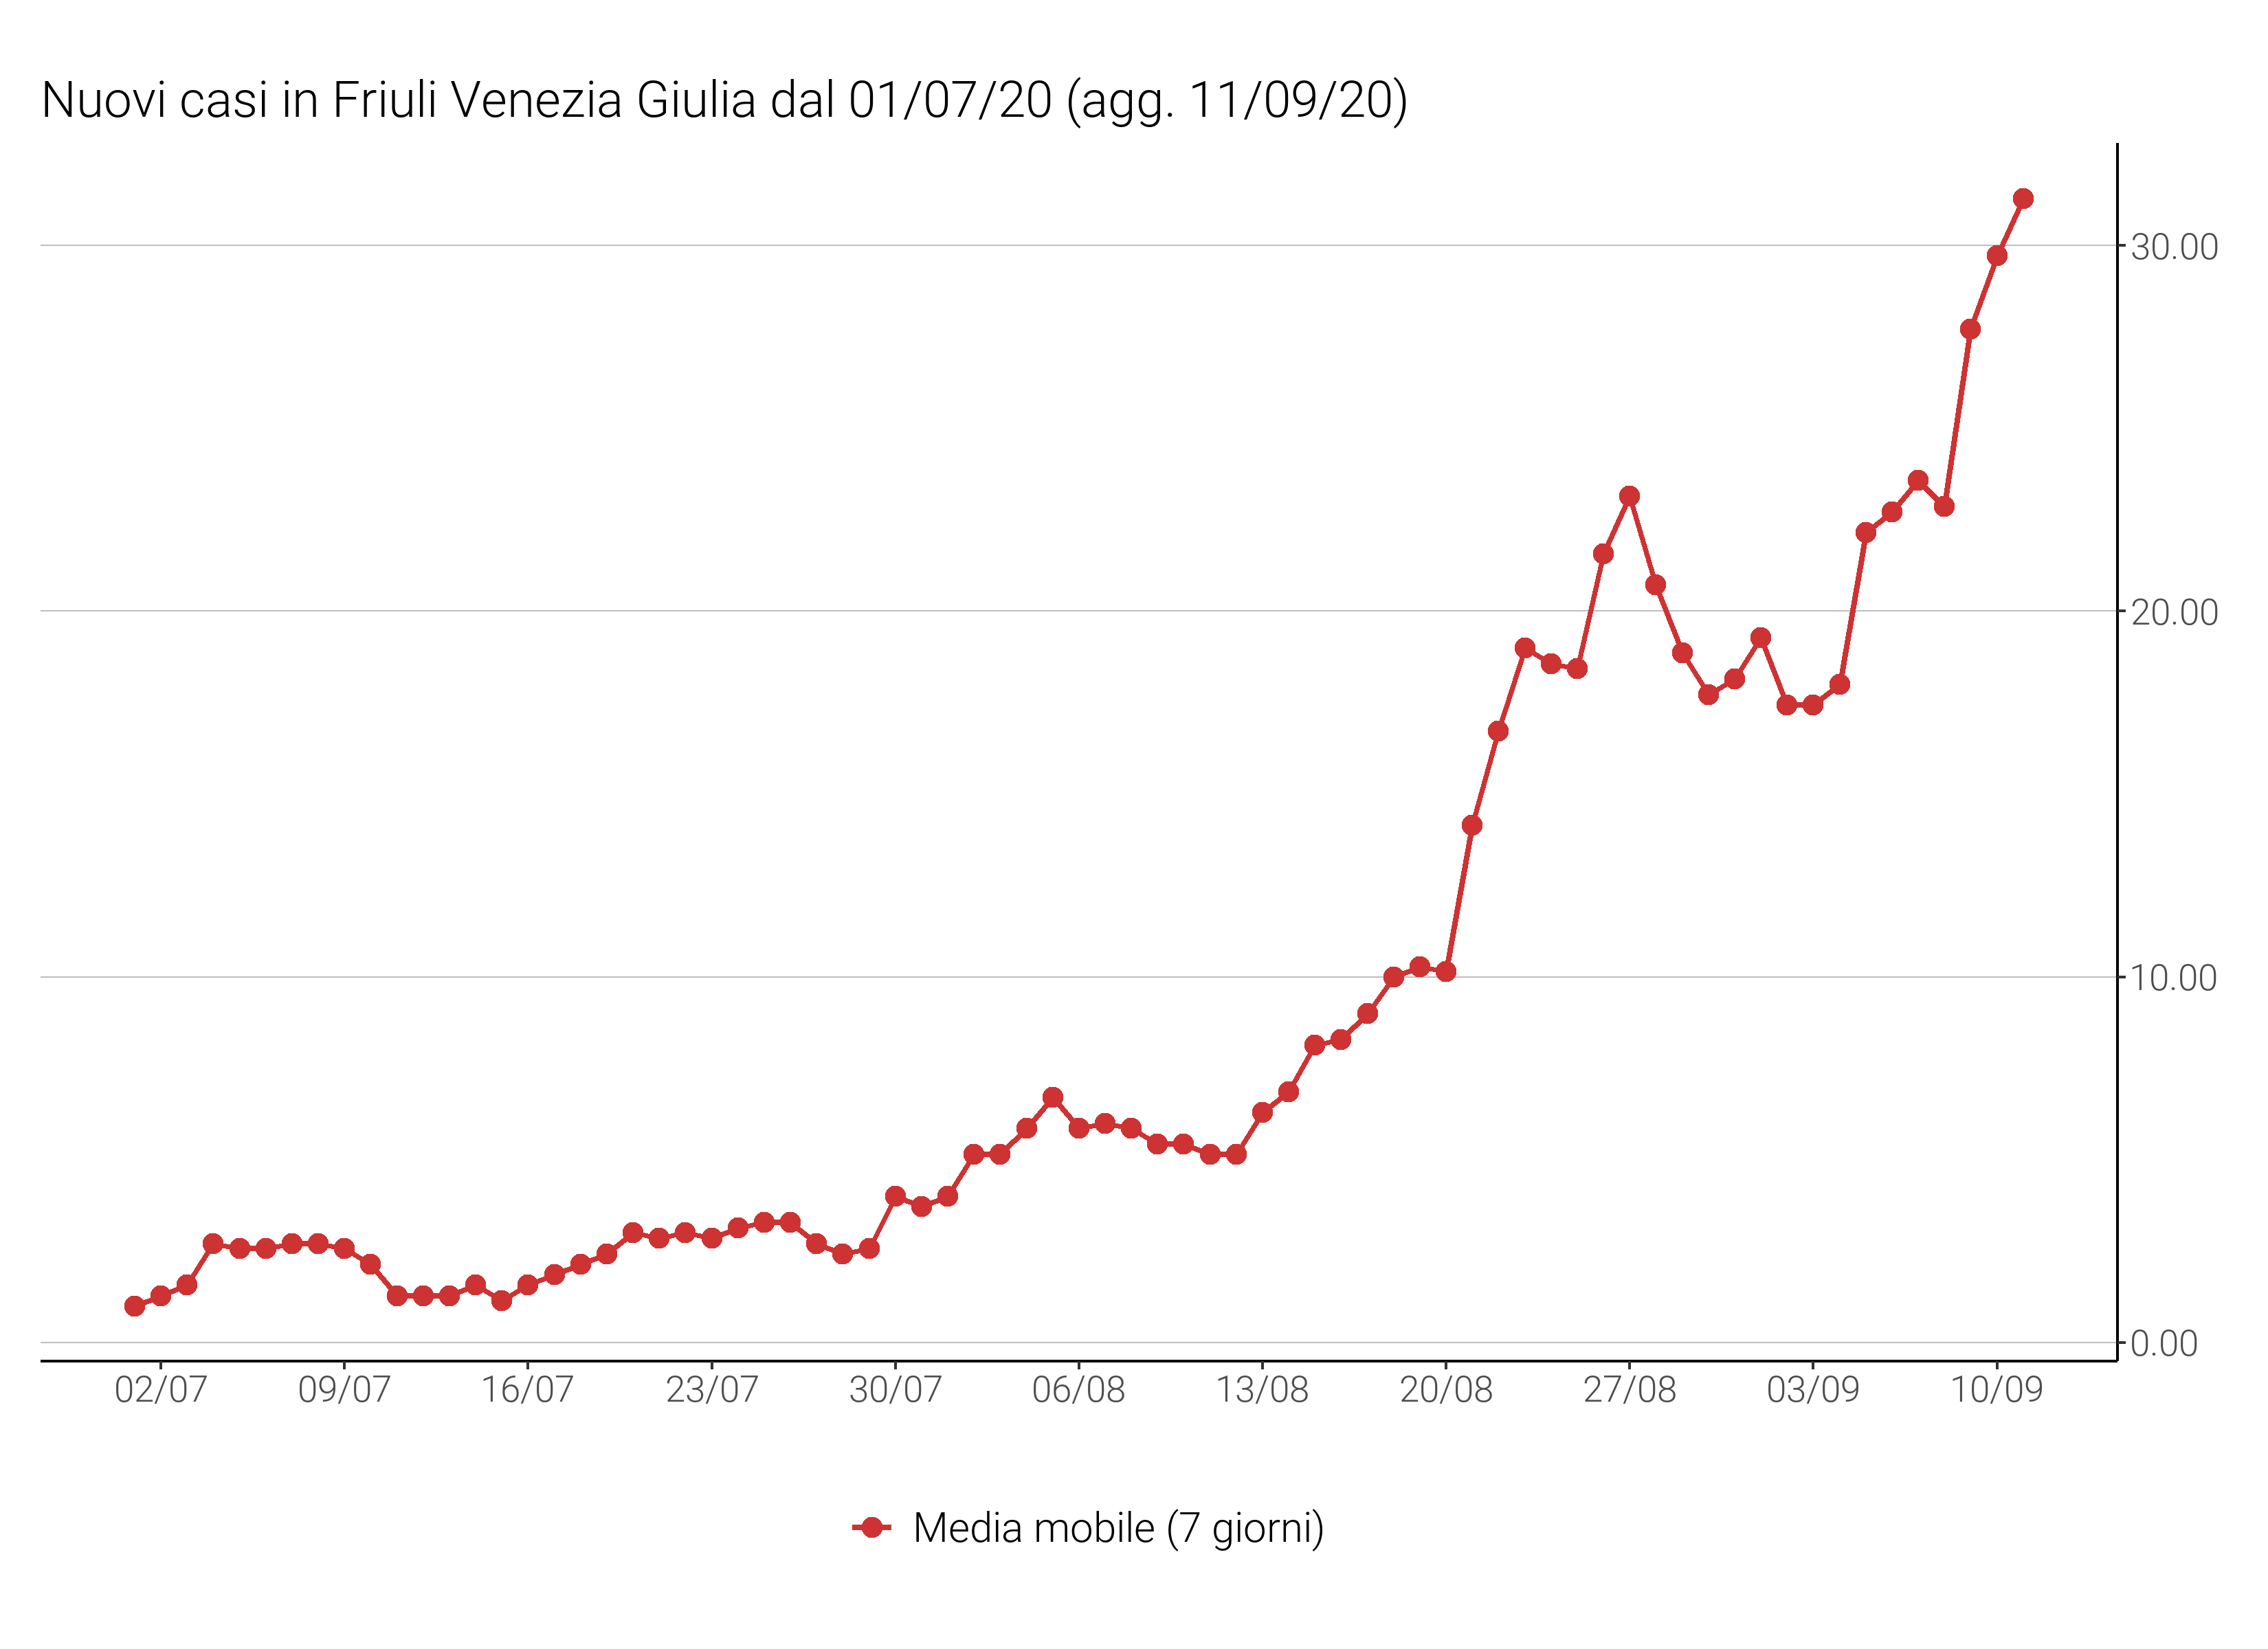 Nuovi casi in Friuli Venezia Giulia dal 01/07/20 (agg. 11/09/20)
30.00
20.00
10.00
0.00
02/07 09/07 16/07 23/07 30/07 06/08 13/08 20/08 27/08 03/09 10/09
Media mobile (7 giorni)